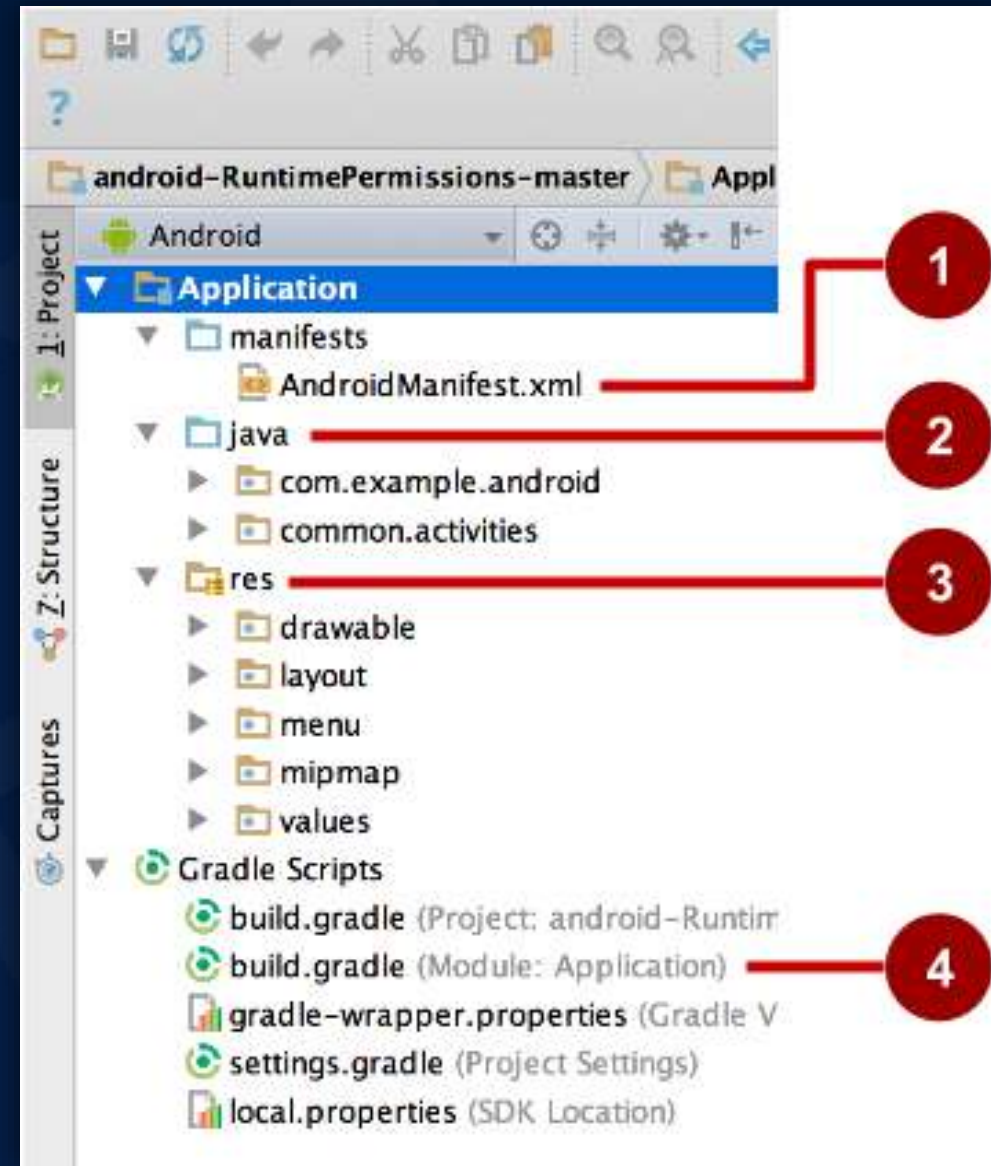 ?
android-RuntimePermissions-master Appl
1: Project
Android
Application
1
manifests
AndroidManifest.xml
java
2
com.example.android
Z: Structure
common.activities
res
3
drawable
layout
menu
Captures
mipmap
values
Gradle Scripts
build.gradle (Project: android-Runtim
build.gradle (Module: Application)
4
gradle-wrapper.properties (Gradle V
settings.gradle (Project Settings)
local.properties (SDK Location)